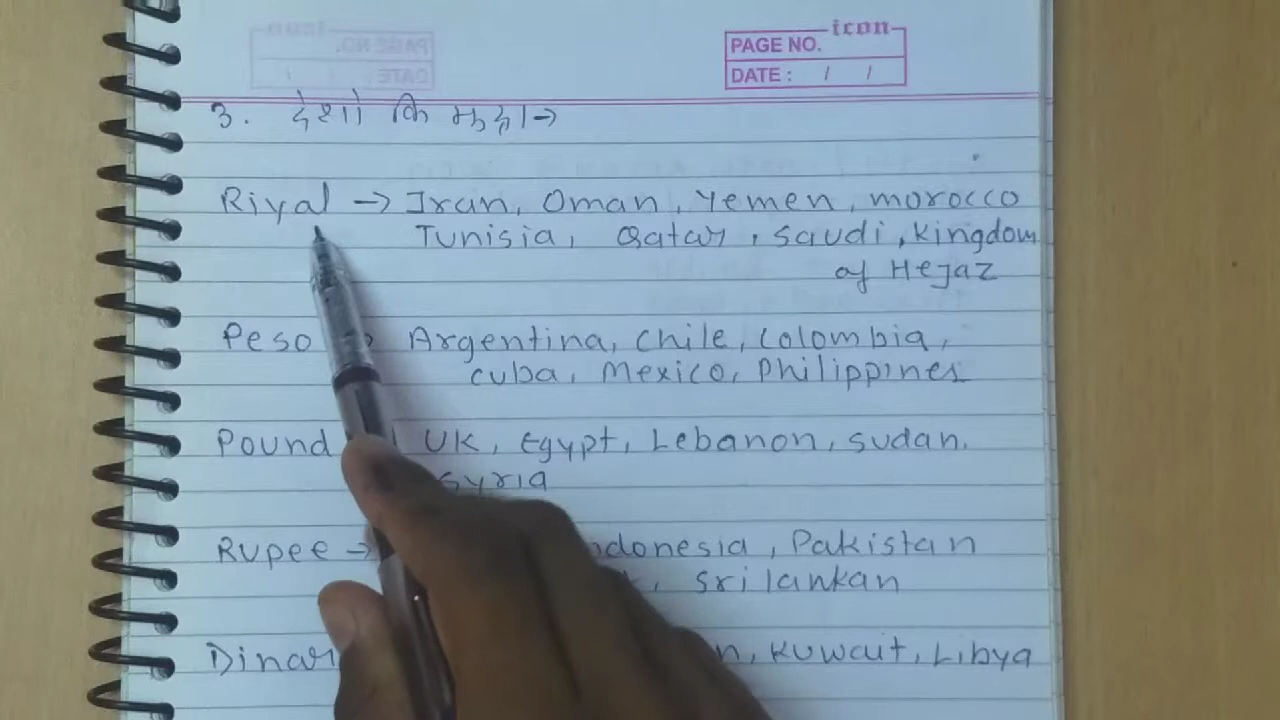 icon
PAGE NO.
DATE : / /
3. देशो कि मुद्रा→
Riyal → Iran, Oman, Yemen, morocco
Tunisia, Qatar, saudi, kingdom
of Hejaz
Peso → Argentina, chile, colombia,
cuba, mexico, philippines
Pound UK, Egypt, Lebanon, sudan.
syria
Rupee → ndonesia, Pakistan
srilankan
Dinar n, Kuwait, Libya